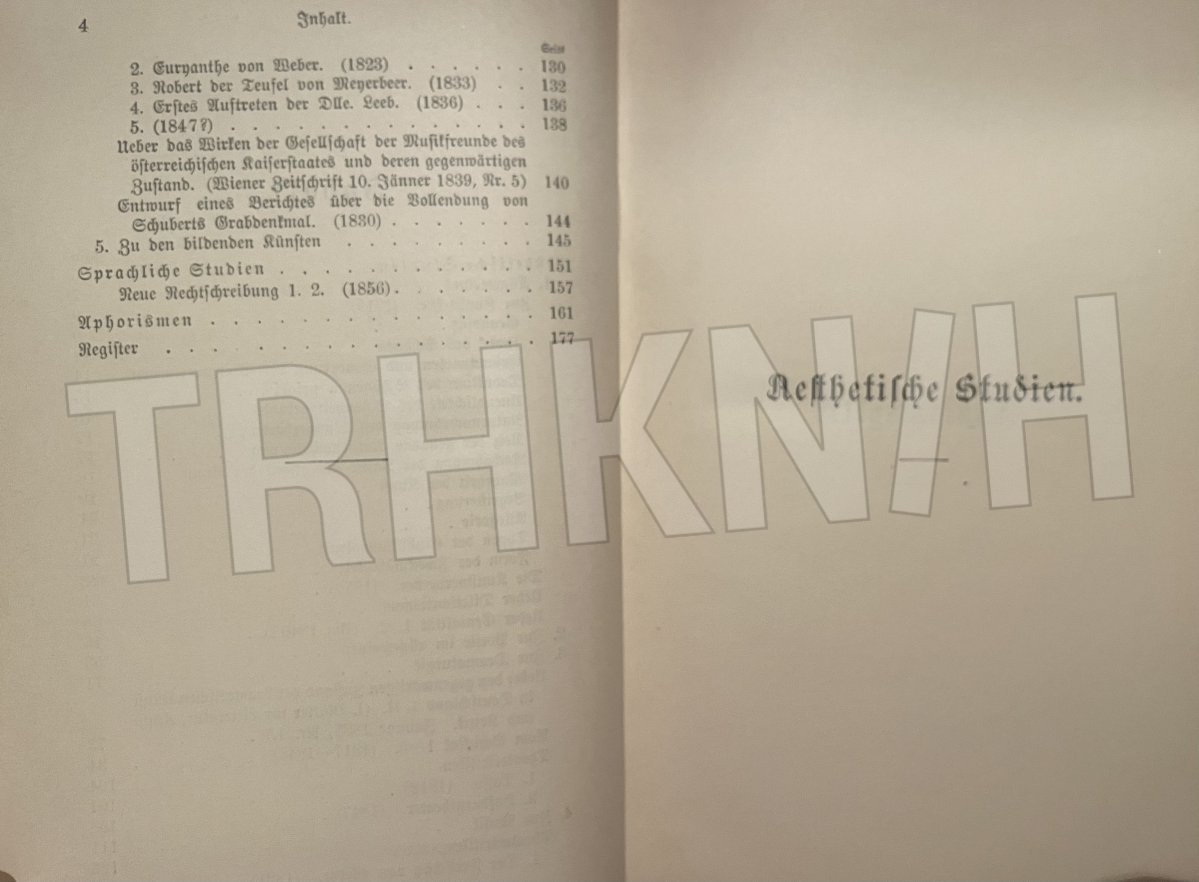 4 Inhalt.
Seite
2. Euryanthe von Weber. (1823) . . . . . . 130
3. Robert der Teufel von Meyerbeer. (1833) . . 132
4. Erstes Auftreten der Dlle. Leeb. (1836) . . . 136
5. (1847?) . . . . . . . . . . . . . 138
Ueber das Wirken der Gesellschaft der Musikfreunde des
österreichischen Kaiserstaates und deren gegenwärtigen
Zustand. (Wiener Zeitschrift 10. Jänner 1839, Nr. 5) 140
Entwurf eines Berichtes über die Vollendung von
Schuberts Grabdenkmal. (1830) . . . . . . . 144
5. Zu den bildenden Künsten . . . . . . . . . 145
Sprachliche Studien . . . . . . . . . . . . 151
Neue Rechtschreibung 1. 2. (1856) . . . . . . 157
Aphorismen . . . . . . . . . . . . . . 161
Register . . . . . . . . . . . . . . . 177
Aesthetische Studien.
TRHKN/H